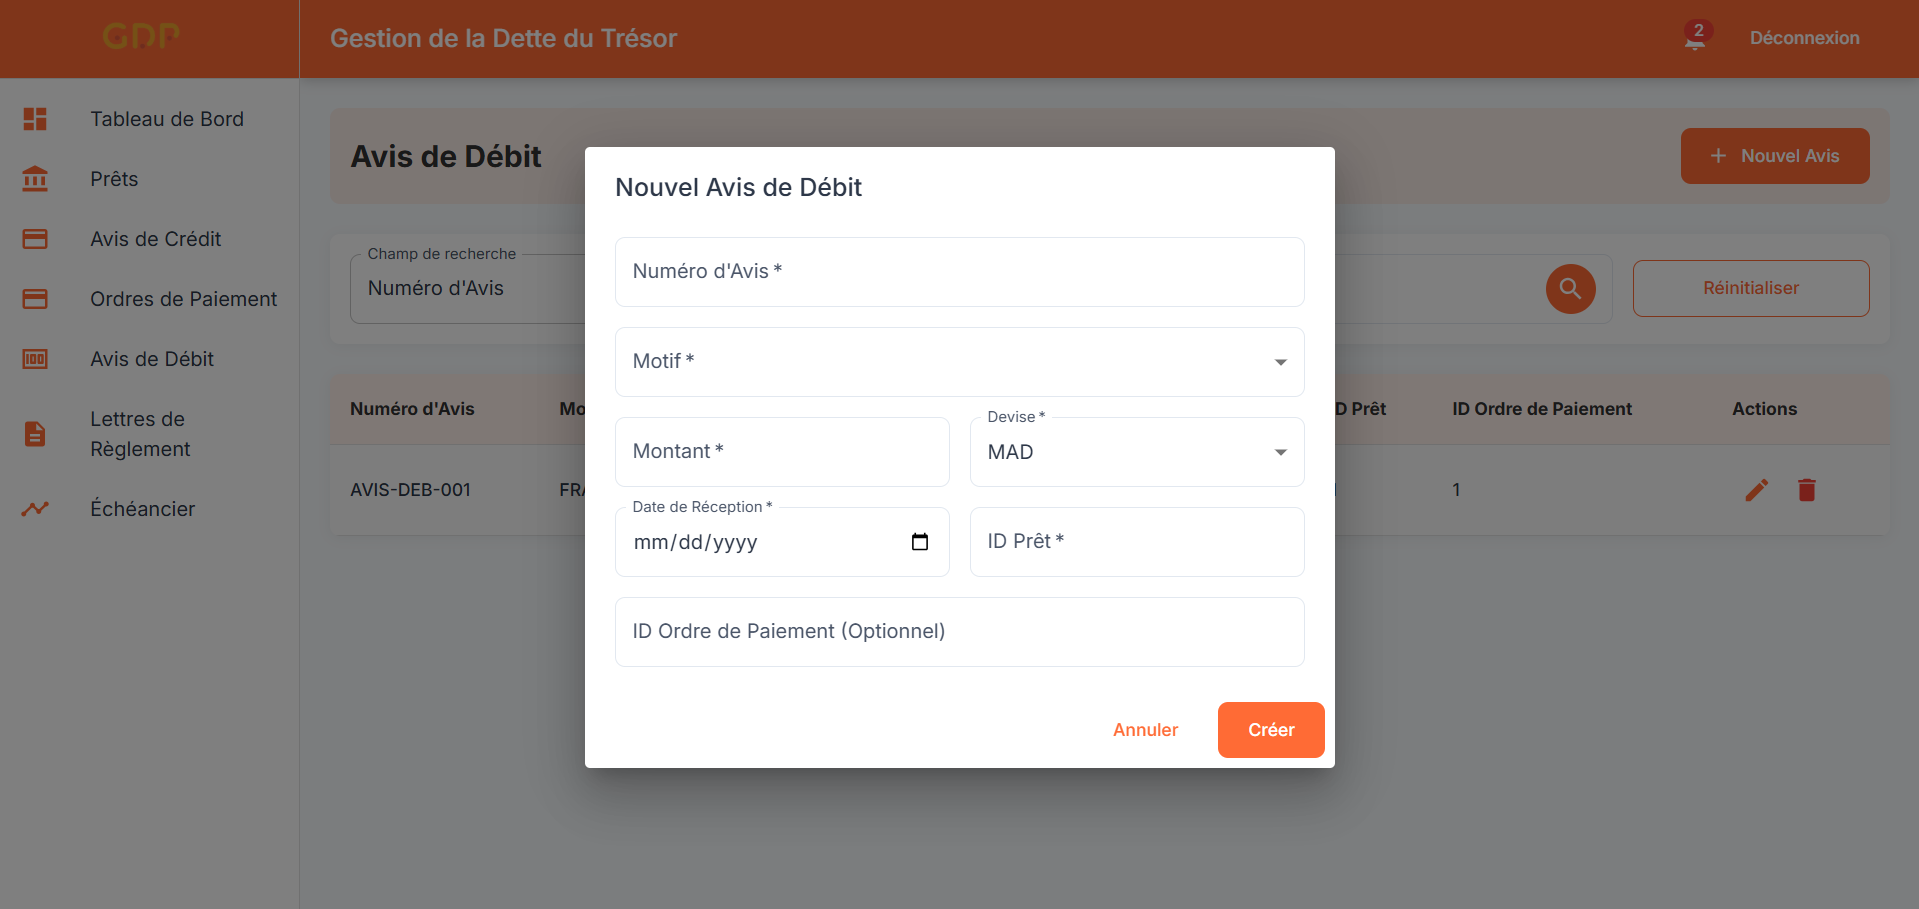 GDP
Gestion de la Dette du Trésor
2
Déconnexion
Tableau de Bord
Prêts
Avis de Crédit
Ordres de Paiement
Avis de Débit
Lettres de
Règlement
Échéancier
Avis de Débit
+ Nouvel Avis
Champ de recherche
Numéro d'Avis
Réinitialiser
Numéro d'Avis
Prêt
ID Ordre de Paiement
Actions
AVIS-DEB-001
1
Nouvel Avis de Débit
Numéro d'Avis *
Motif *
Montant *
Devise *
MAD
Date de Réception *
mm/dd/yyyy
ID Prêt *
ID Ordre de Paiement (Optionnel)
Annuler
Créer